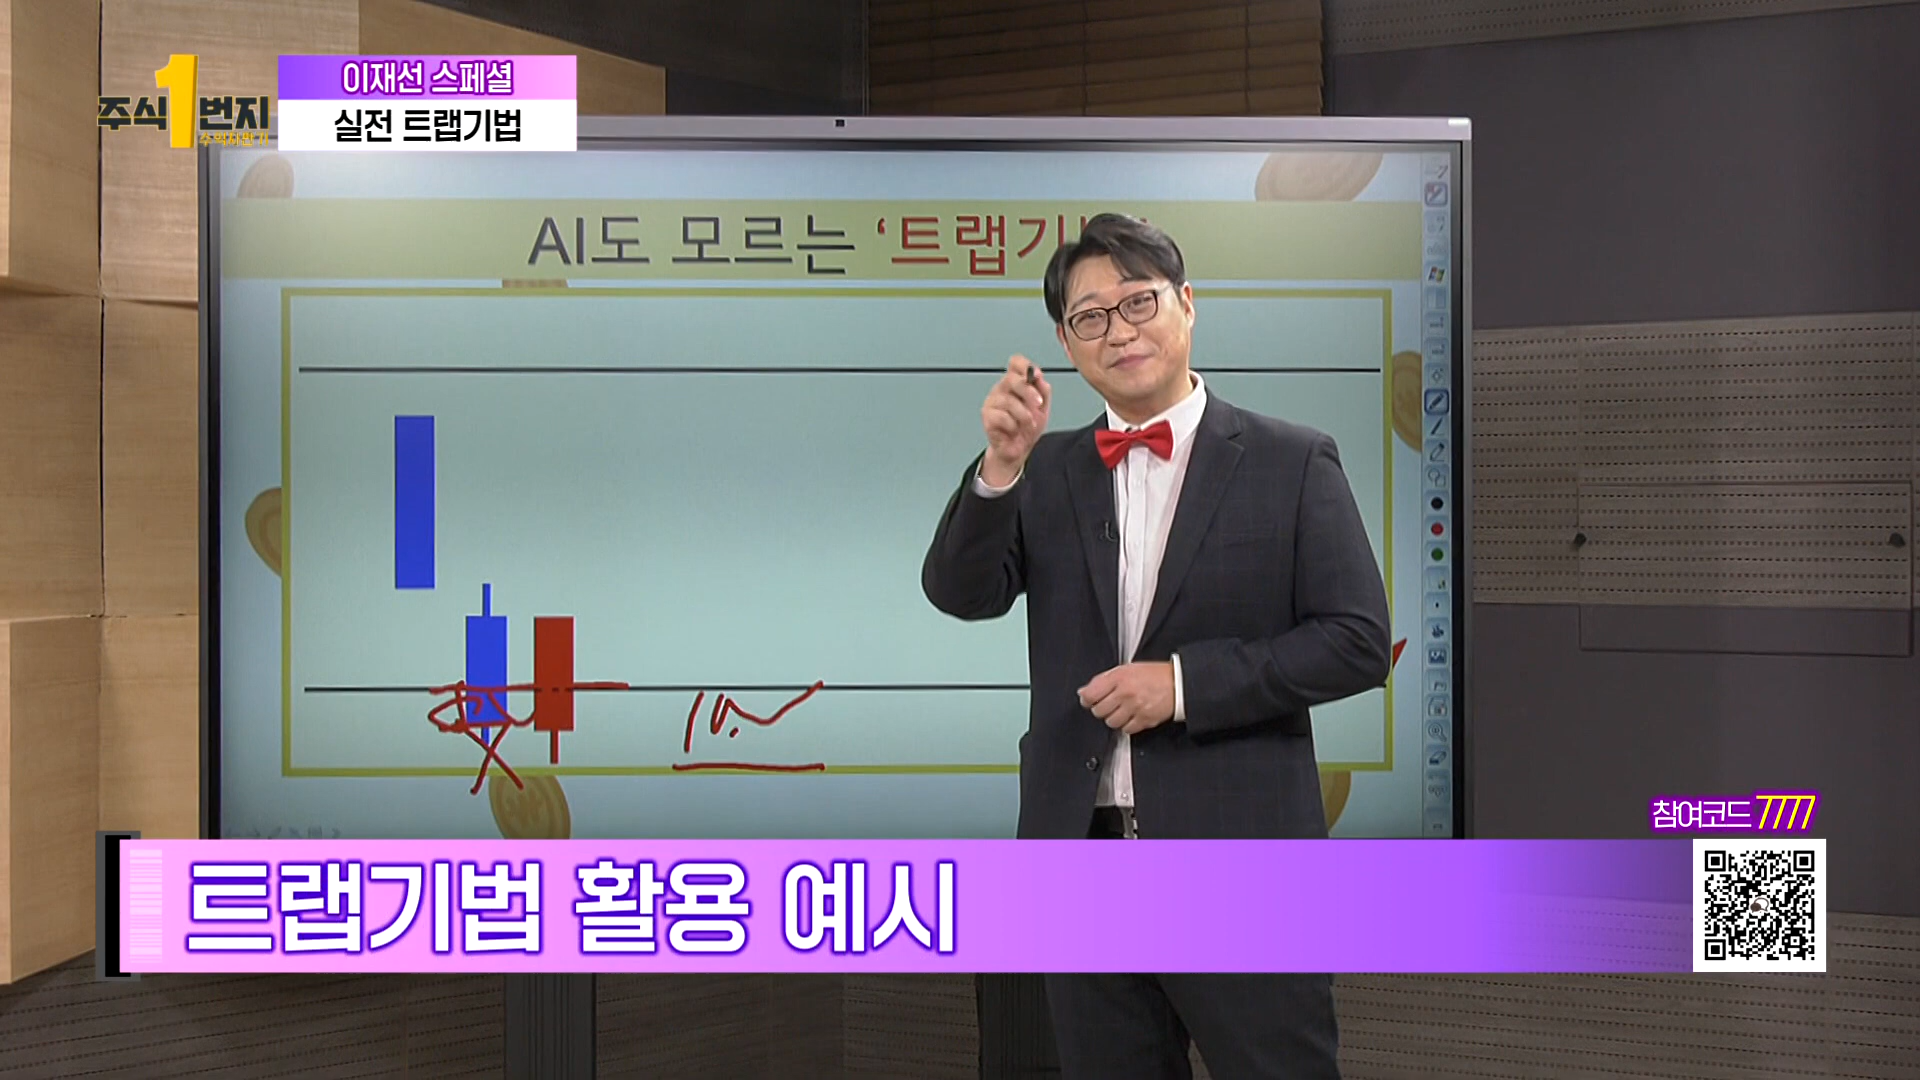 주식1번지
이재선 스페셜
실전 트랩기법
AI도 모르는 ‘트랩기
참여코드 7777
트랩기법 활용 예시